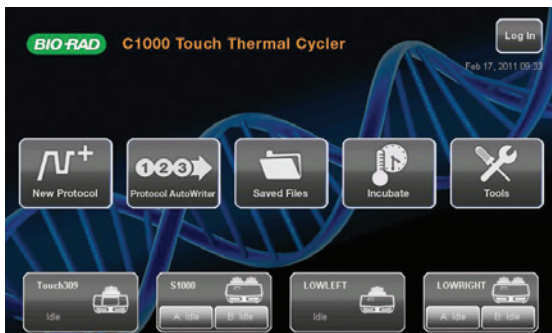 BIO-RAD C1000 Touch Thermal Cycler
Log In
Feb 17, 2011 09:33
New Protocol
123 Protocol AutoWriter
Saved Files
Incubate
Tools
Touch309
Idle
S1000
A: Idle B: Idle
LOWLEFT
Idle
LOWRIGHT
A: Idle B: Idle